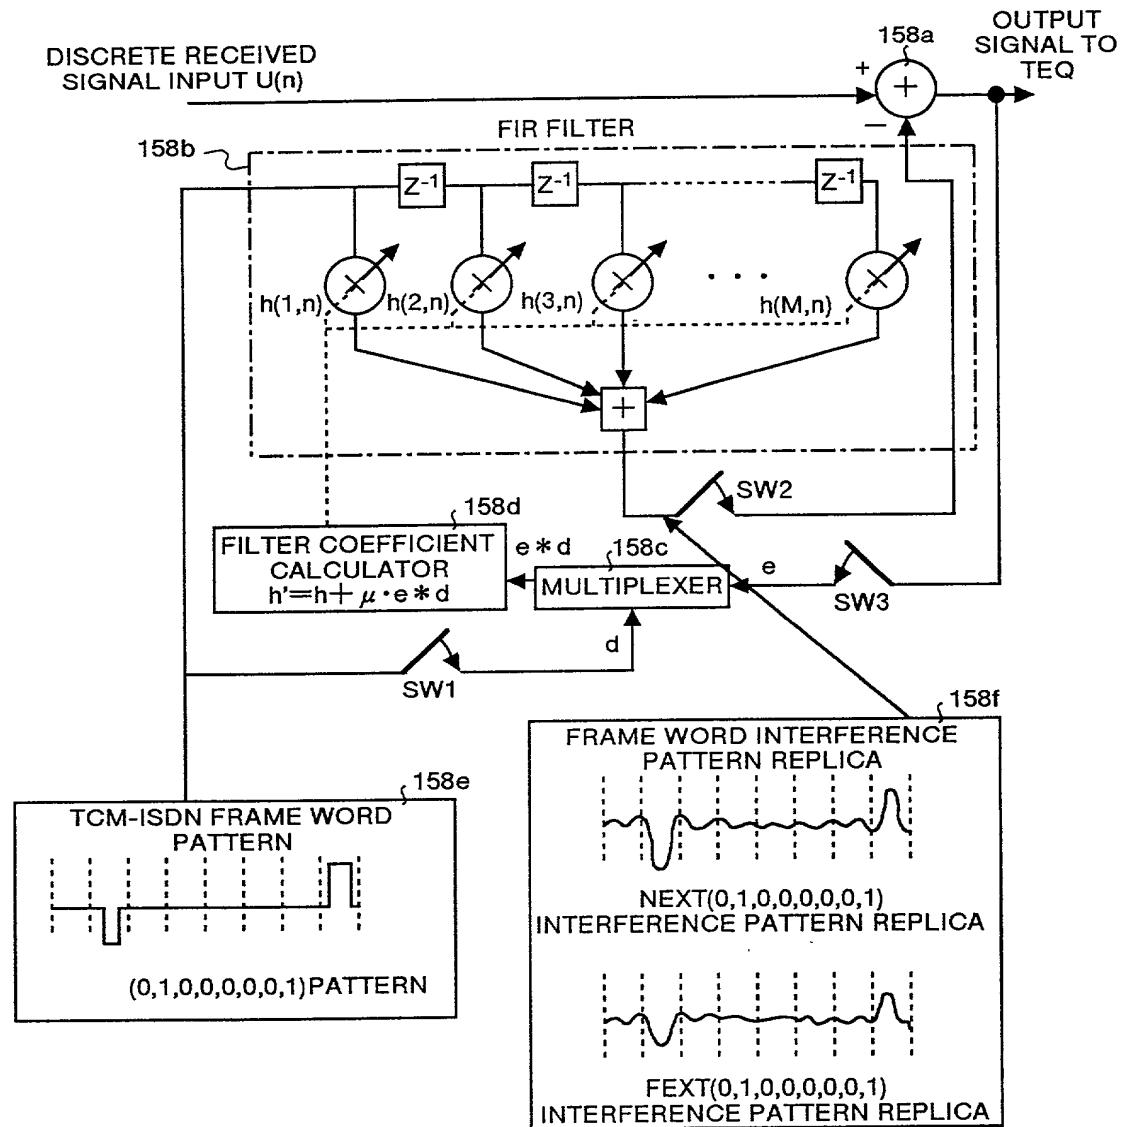 DISCRETE RECEIVED
SIGNAL INPUT U(n)
158a
OUTPUT
SIGNAL TO
TEQ
+
+
—
FIR FILTER
158b
Z⁻¹
Z⁻¹
Z⁻¹
×
×
×
×
. . .
h(1,n)
h(2,n)
h(3,n)
h(M,n)
+
SW2
158d
FILTER COEFFICIENT
CALCULATOR
h'=h+ μ·e*d
e*d
158c
MULTIPLEXER
e
SW3
d
SW1
158e
TCM-ISDN FRAME WORD
PATTERN
(0,1,0,0,0,0,0,1)PATTERN
158f
FRAME WORD INTERFERENCE
PATTERN REPLICA
NEXT(0,1,0,0,0,0,0,1)
INTERFERENCE PATTERN REPLICA
FEXT(0,1,0,0,0,0,0,1)
INTERFERENCE PATTERN REPLICA